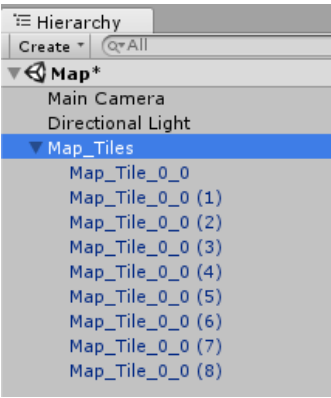 Hierarchy
Create All
Map*
Main Camera
Directional Light
Map_Tiles
Map_Tile_0_0
Map_Tile_0_0 (1)
Map_Tile_0_0 (2)
Map_Tile_0_0 (3)
Map_Tile_0_0 (4)
Map_Tile_0_0 (5)
Map_Tile_0_0 (6)
Map_Tile_0_0 (7)
Map_Tile_0_0 (8)